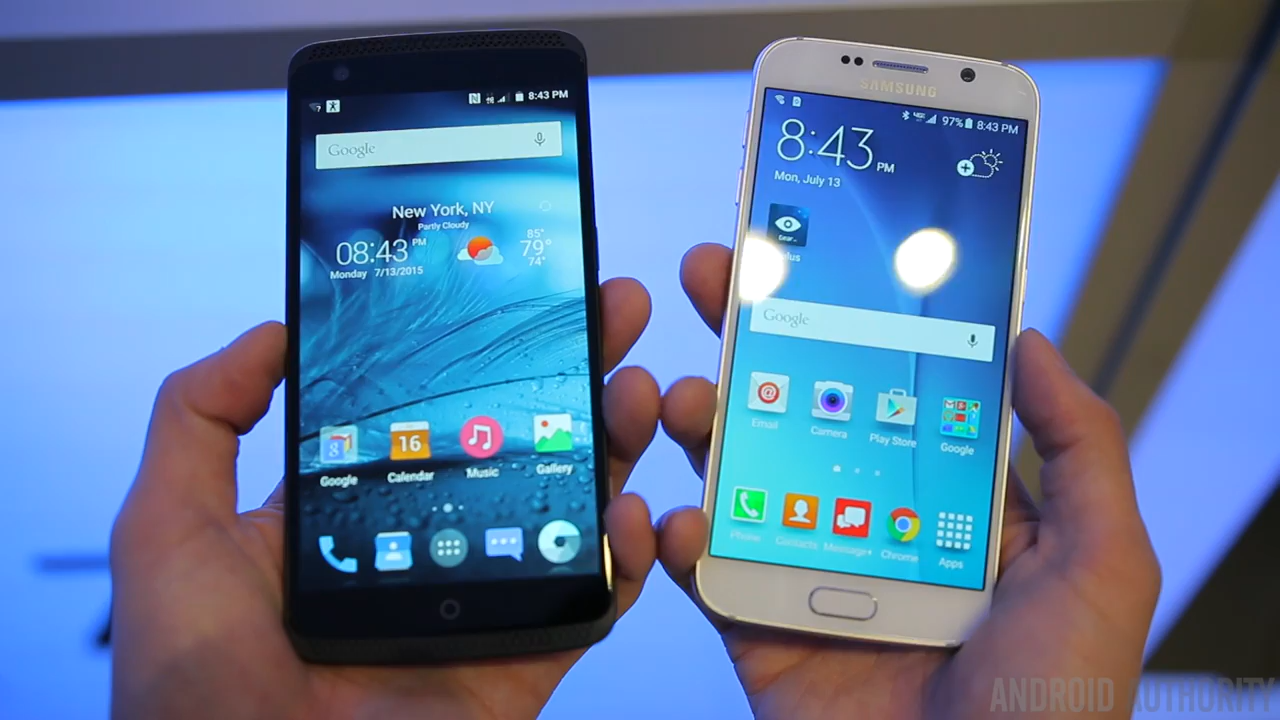 8:43 PM
Google
New York, NY
Partly Cloudy
08:43 PM
Monday 7/13/2015
85°
79°
74°
Google
16
Calendar
Music
Gallery
SAMSUNG
97% 8:43 PM
8:43 PM
Mon, July 13
Gear..
Google
Email
Camera
Play Store
Google
Phone
Contacts
Message+
Chrome
Apps
ANDROID AUTHORITY